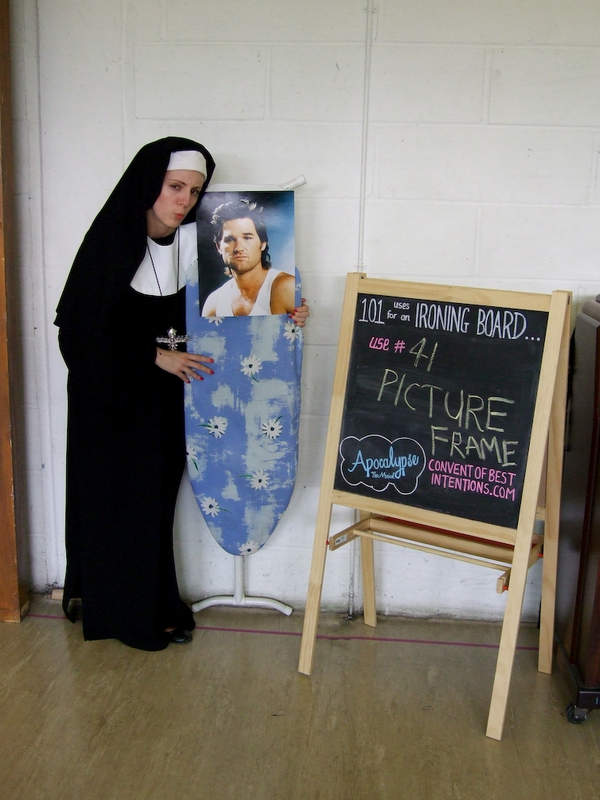 101 uses for an IRONING BOARD...
USE # 41
PICTURE
FRAME
Apocalypse
The Musical
CONVENT OF BEST
INTENTIONS.COM